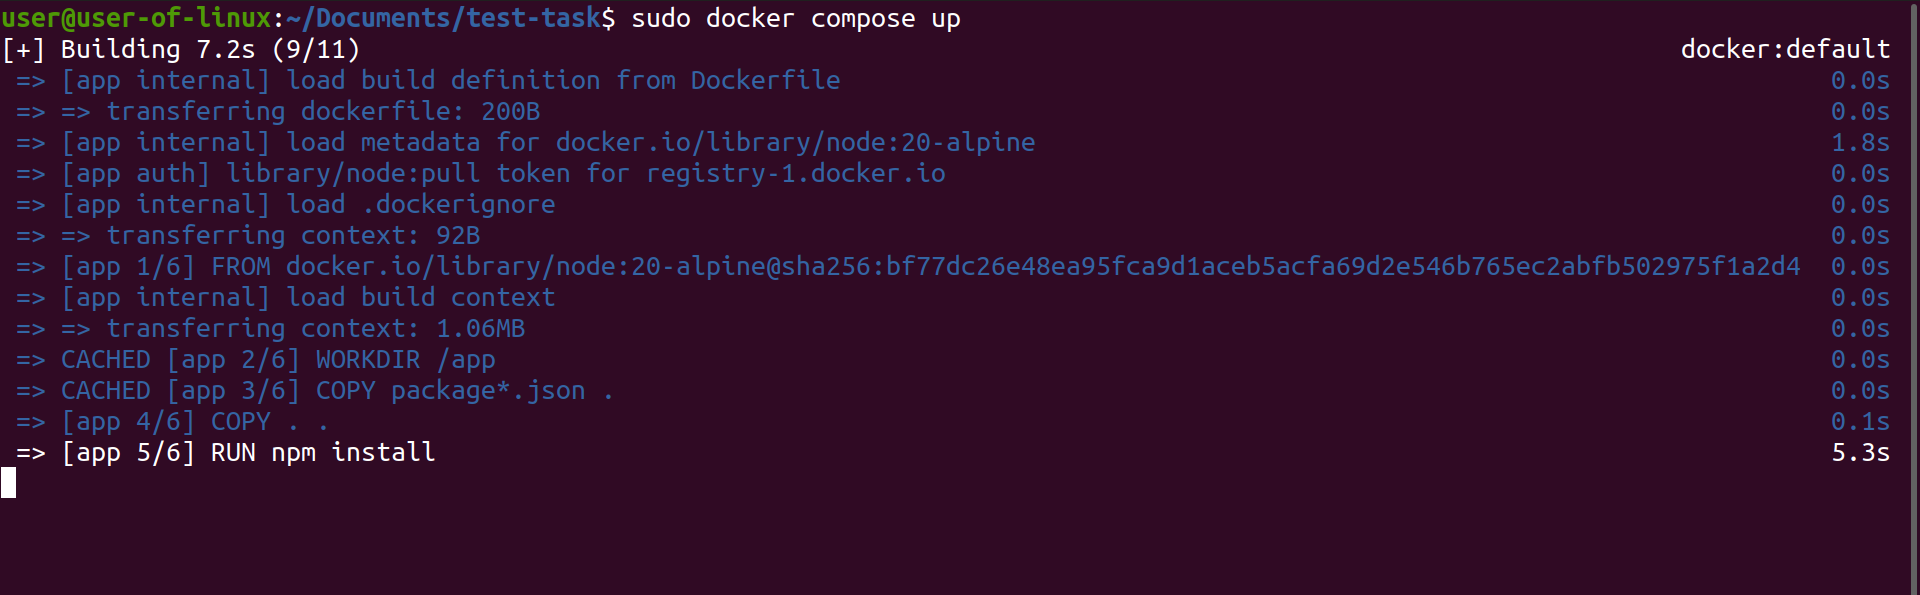 user@user-of-linux:~/Documents/test-task$ sudo docker compose up
[+] Building 7.2s (9/11) docker:default
=> [app internal] load build definition from Dockerfile 0.0s
=> => transferring dockerfile: 200B 0.0s
=> [app internal] load metadata for docker.io/library/node:20-alpine 1.8s
=> [app auth] library/node:pull token for registry-1.docker.io 0.0s
=> [app internal] load .dockerignore 0.0s
=> => transferring context: 92B 0.0s
=> [app 1/6] FROM docker.io/library/node:20-alpine@sha256:bf77dc26e48ea95fca9d1aceb5acfa69d2e546b765ec2abfb502975f1a2d4 0.0s
=> [app internal] load build context 0.0s
=> => transferring context: 1.06MB 0.0s
=> CACHED [app 2/6] WORKDIR /app 0.0s
=> CACHED [app 3/6] COPY package*.json . 0.0s
=> [app 4/6] COPY . . 0.1s
=> [app 5/6] RUN npm install 5.3s